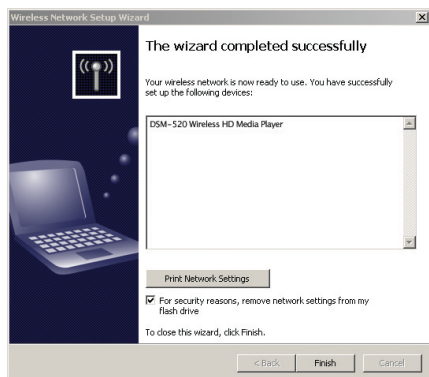 Wireless Network Setup Wizard
The wizard completed successfully
Your wireless network is now ready to use. You have successfully
set up the following devices:
DSM-520 Wireless HD Media Player
Print Network Settings
For security reasons, remove network settings from my
flash drive
To close this wizard, click Finish.
< Back
Finish
Cancel